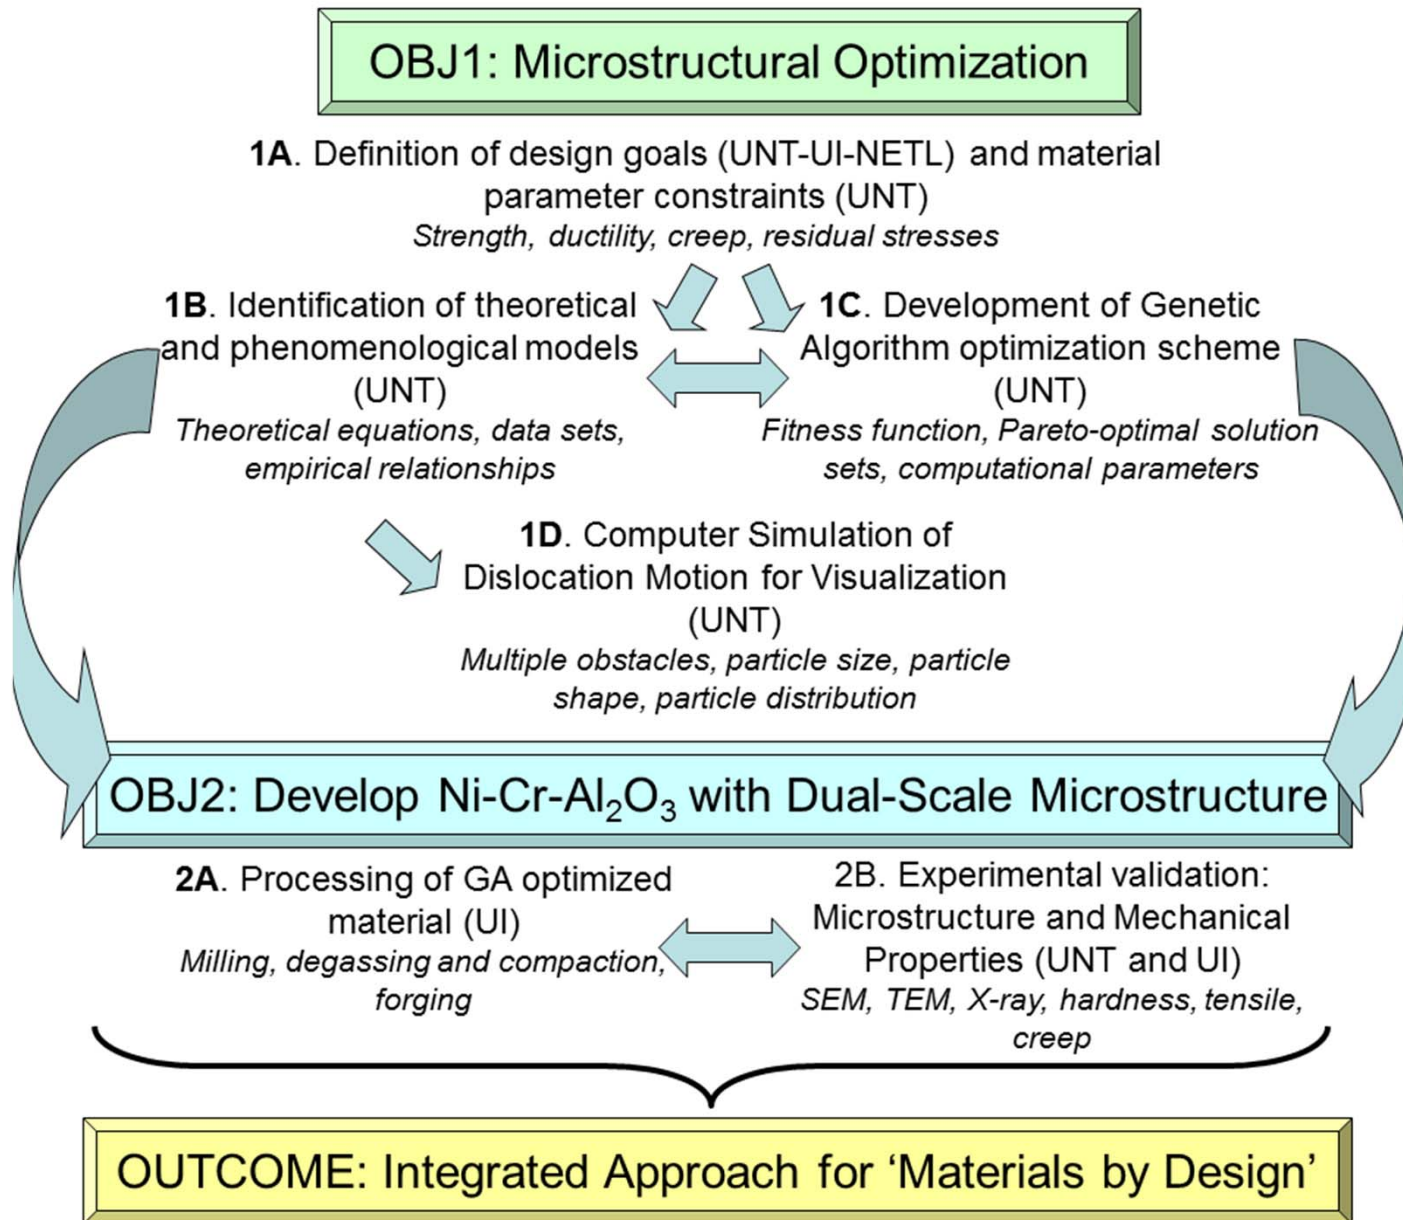 OBJ1: Microstructural Optimization
1A. Definition of design goals (UNT-UI-NETL) and material
parameter constraints (UNT)
Strength, ductility, creep, residual stresses
1B. Identification of theoretical
and phenomenological models
(UNT)
Theoretical equations, data sets,
empirical relationships
1C. Development of Genetic
Algorithm optimization scheme
(UNT)
Fitness function, Pareto-optimal solution
sets, computational parameters
1D. Computer Simulation of
Dislocation Motion for Visualization
(UNT)
Multiple obstacles, particle size, particle
shape, particle distribution
OBJ2: Develop Ni-Cr-Al₂O₃ with Dual-Scale Microstructure
2A. Processing of GA optimized
material (UI)
Milling, degassing and compaction,
forging
2B. Experimental validation:
Microstructure and Mechanical
Properties (UNT and UI)
SEM, TEM, X-ray, hardness, tensile,
creep
OUTCOME: Integrated Approach for ‘Materials by Design’